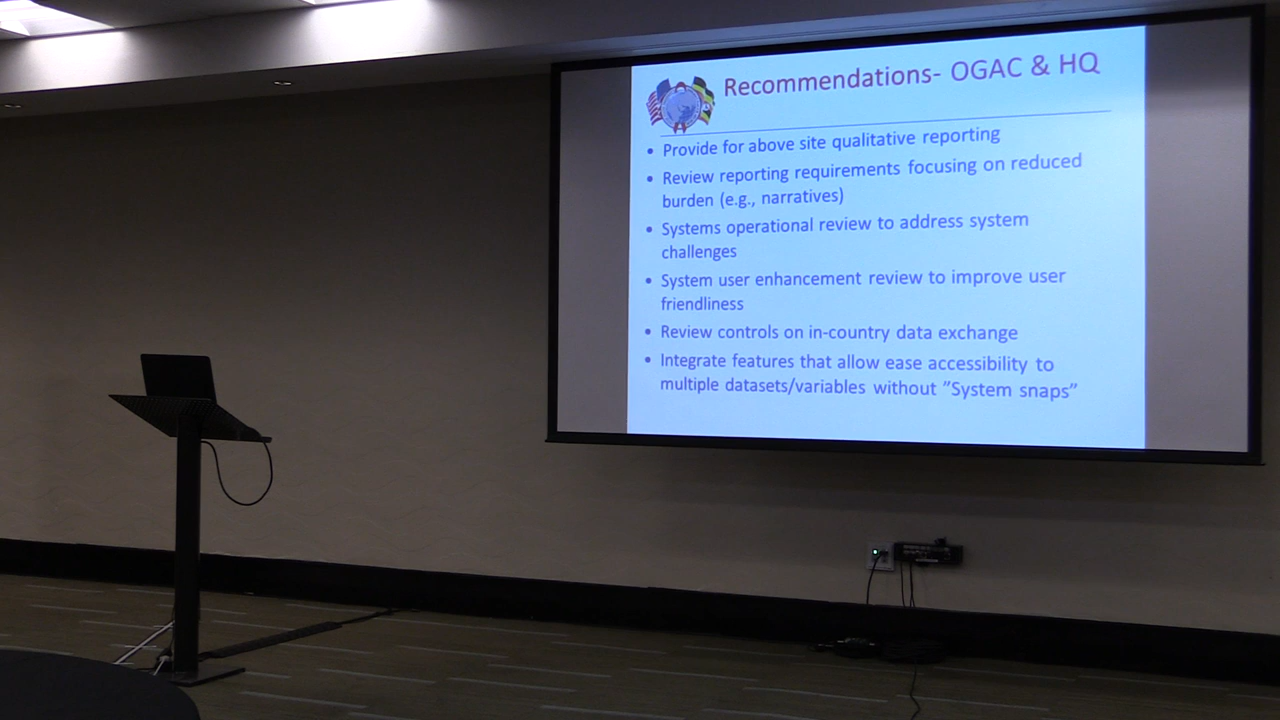 Recommendations- OGAC & HQ
• Provide for above site qualitative reporting
• Review reporting requirements focusing on reduced
burden (e.g., narratives)
• Systems operational review to address system
challenges
• System user enhancement review to improve user
friendliness
• Review controls on in-country data exchange
• Integrate features that allow ease accessibility to
multiple datasets/variables without ”System snaps”